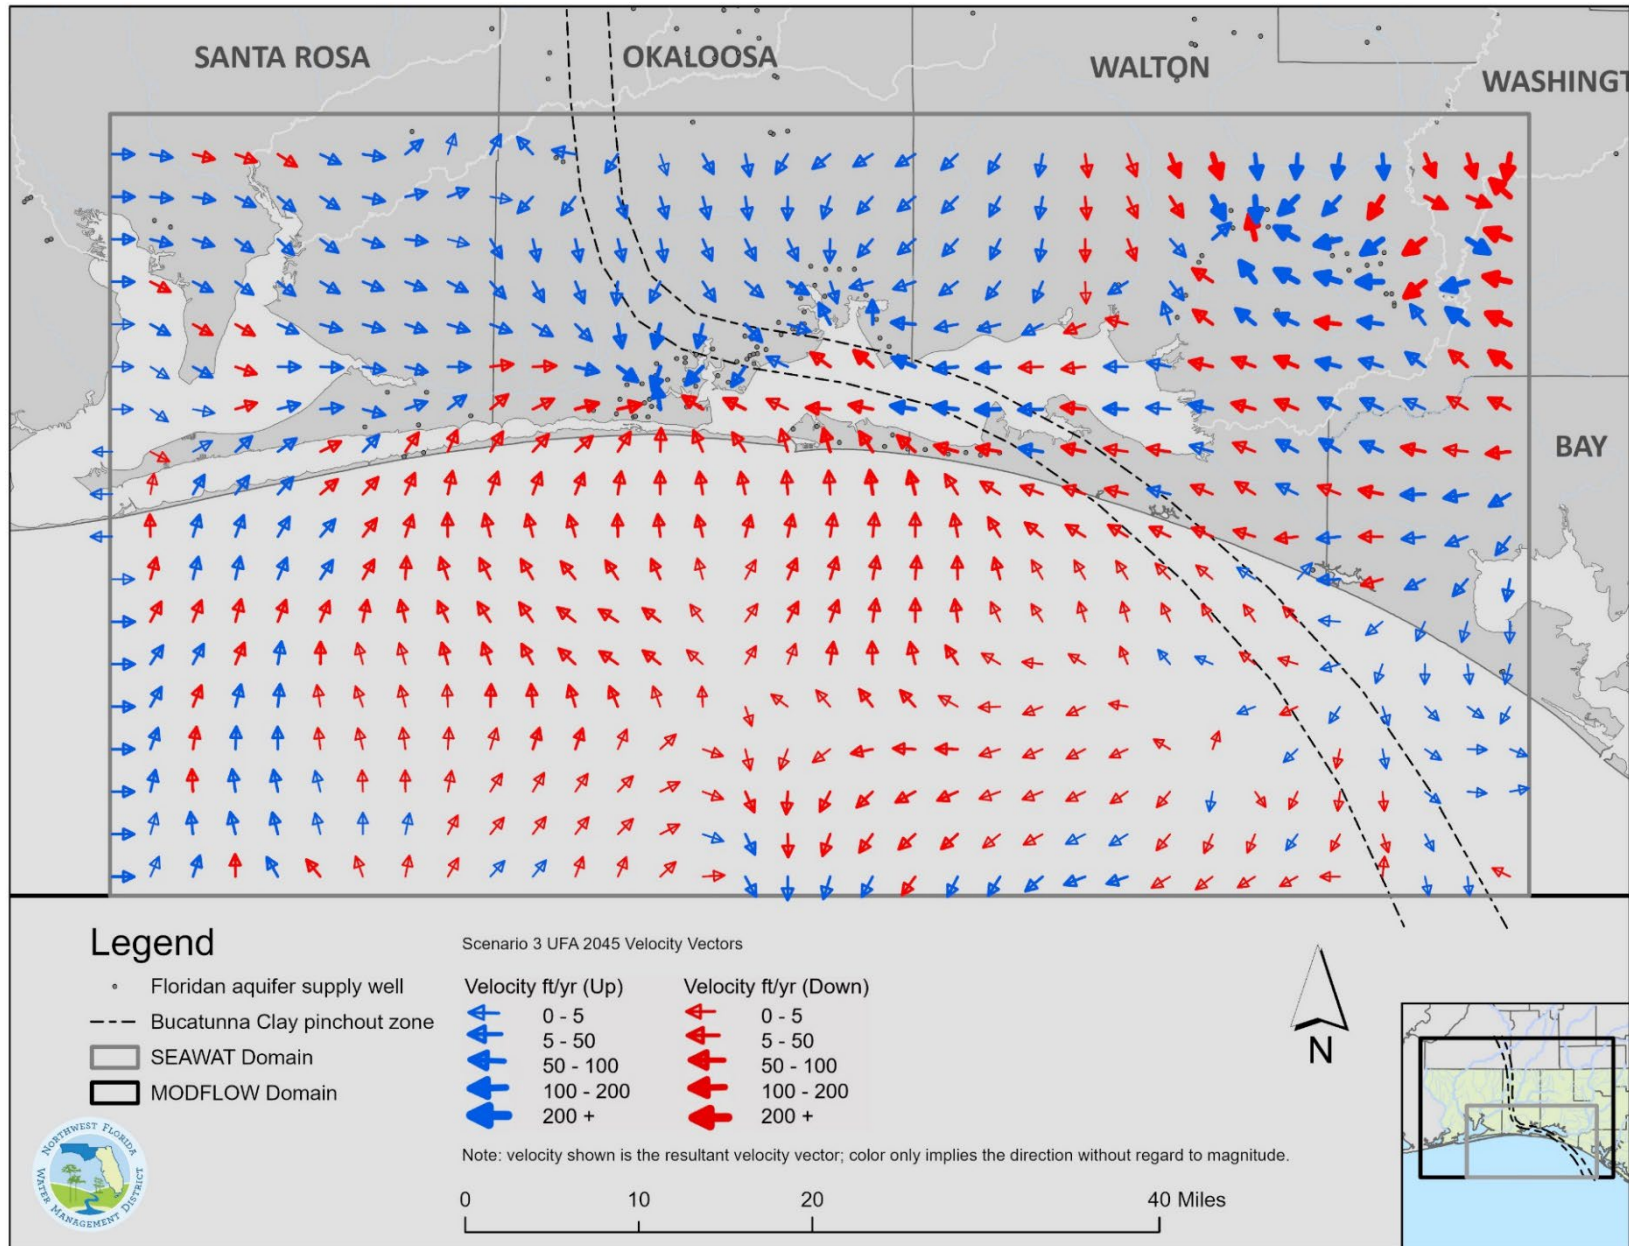 SANTA ROSA
OKALOOSA
WALTON
WASHINGT
BAY
Legend
Floridan aquifer supply well
Bucatunna Clay pinchout zone
SEAWAT Domain
MODFLOW Domain
Scenario 3 UFA 2045 Velocity Vectors
Velocity ft/yr (Up)
0 - 5
5 - 50
50 - 100
100 - 200
200 +
Velocity ft/yr (Down)
0 - 5
5 - 50
50 - 100
100 - 200
200 +
Note: velocity shown is the resultant velocity vector; color only implies the direction without regard to magnitude.
0 10 20 40 Miles
N
NORTHWEST FLORIDA
WATER MANAGEMENT DISTRICT